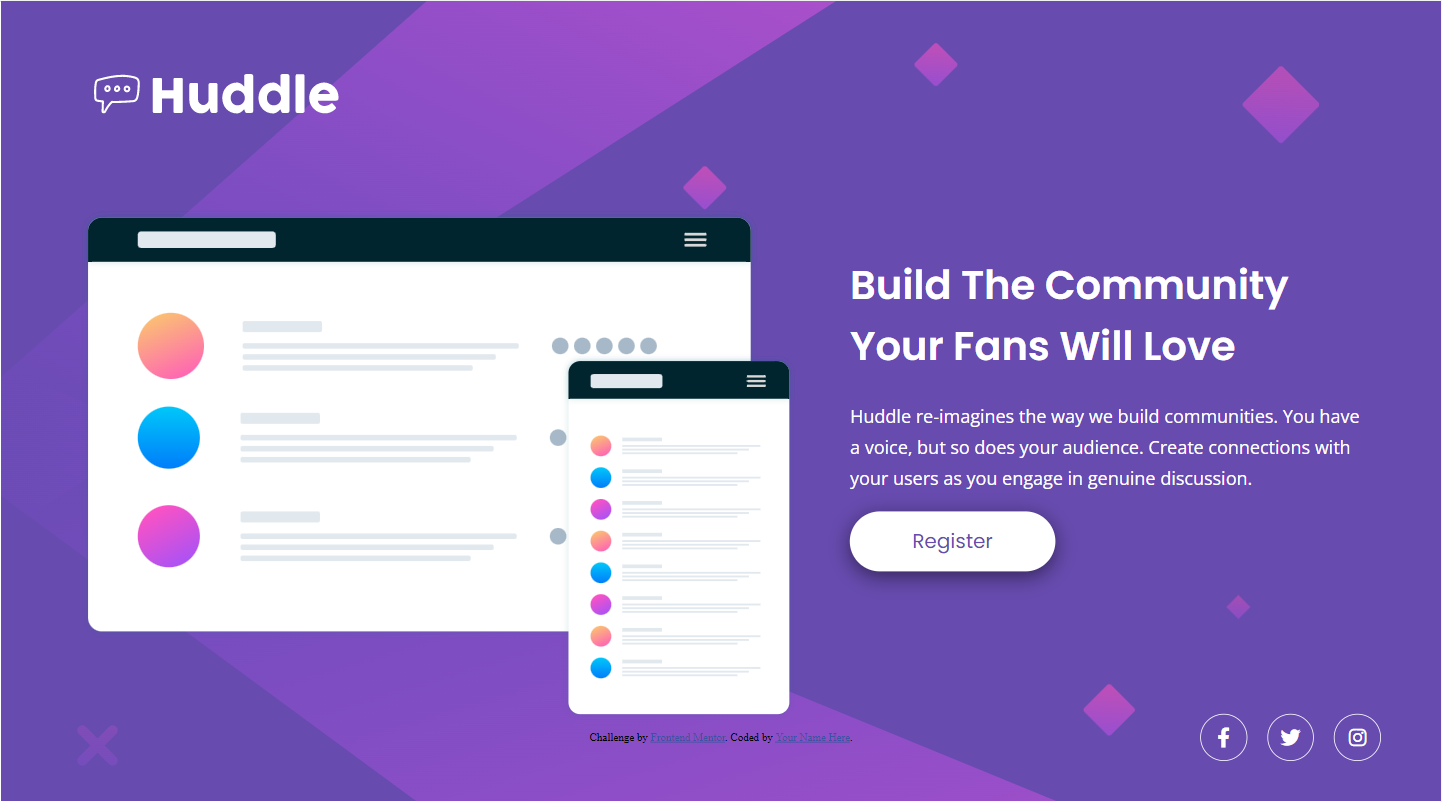 Huddle
Build The Community
Your Fans Will Love
Huddle re-imagines the way we build communities. You have
a voice, but so does your audience. Create connections with
your users as you engage in genuine discussion.
Register
Challenge by Frontend Mentor. Coded by Your Name Here.